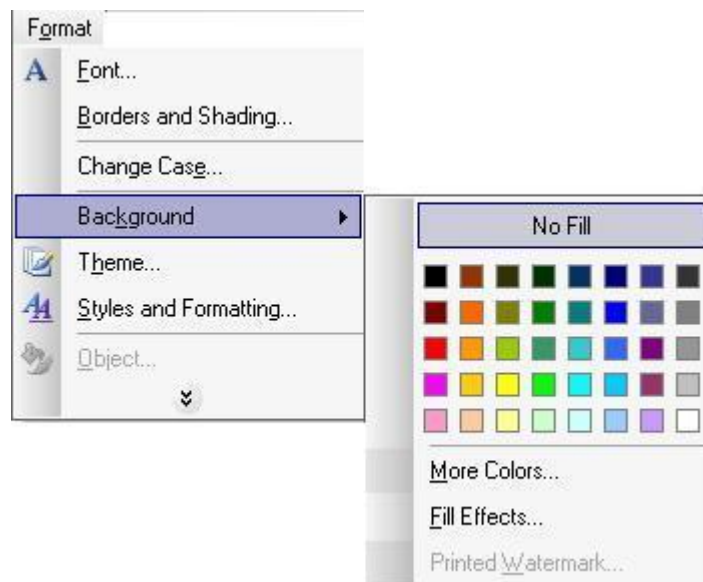 Format
Font...
Borders and Shading...
Change Case...
Background
Theme...
Styles and Formatting...
Object...
No Fill
More Colors...
Fill Effects...
Printed Watermark...